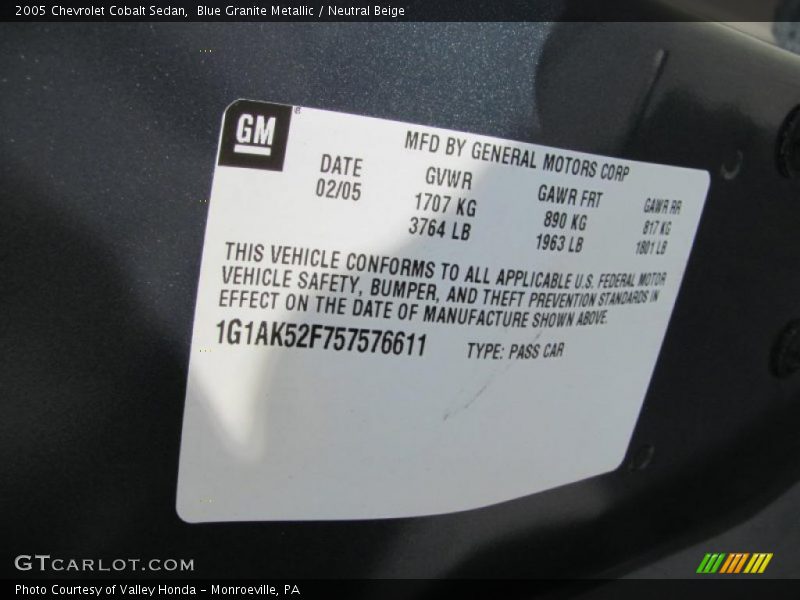 2005 Chevrolet Cobalt Sedan,  Blue Granite Metallic / Neutral Beige
GM®
MFD BY GENERAL MOTORS CORP
DATE GVWR GAWR FRT GAWR RR
02/05 1707 KG 890 KG 817 KG
3764 LB 1963 LB 1801 LB
THIS VEHICLE CONFORMS TO ALL APPLICABLE U.S. FEDERAL MOTOR
VEHICLE SAFETY, BUMPER, AND THEFT PREVENTION STANDARDS IN
EFFECT ON THE DATE OF MANUFACTURE SHOWN ABOVE.
1G1AK52F757576611 TYPE: PASS CAR
GTCARLOT.COM
Photo Courtesy of Valley Honda - Monroeville, PA